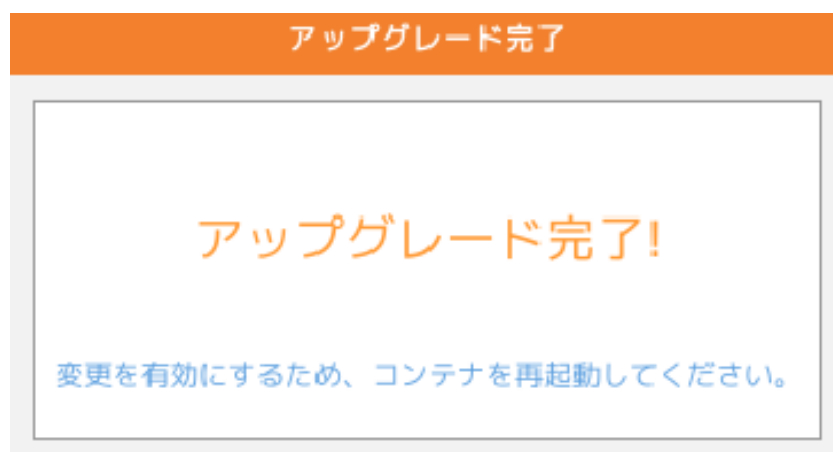 アップグレード完了
アップグレード完了!
変更を有効にするため、コンテナを再起動してください。